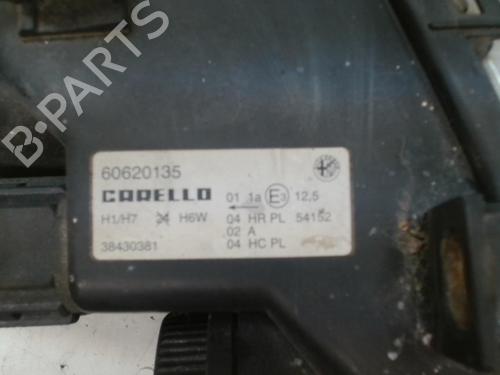 B-PARTS
60620135
CARELLO 01 1a E3 12,5
H1/H7 H6W 04 HR PL 54152
02 A
38430381 04 HC PL